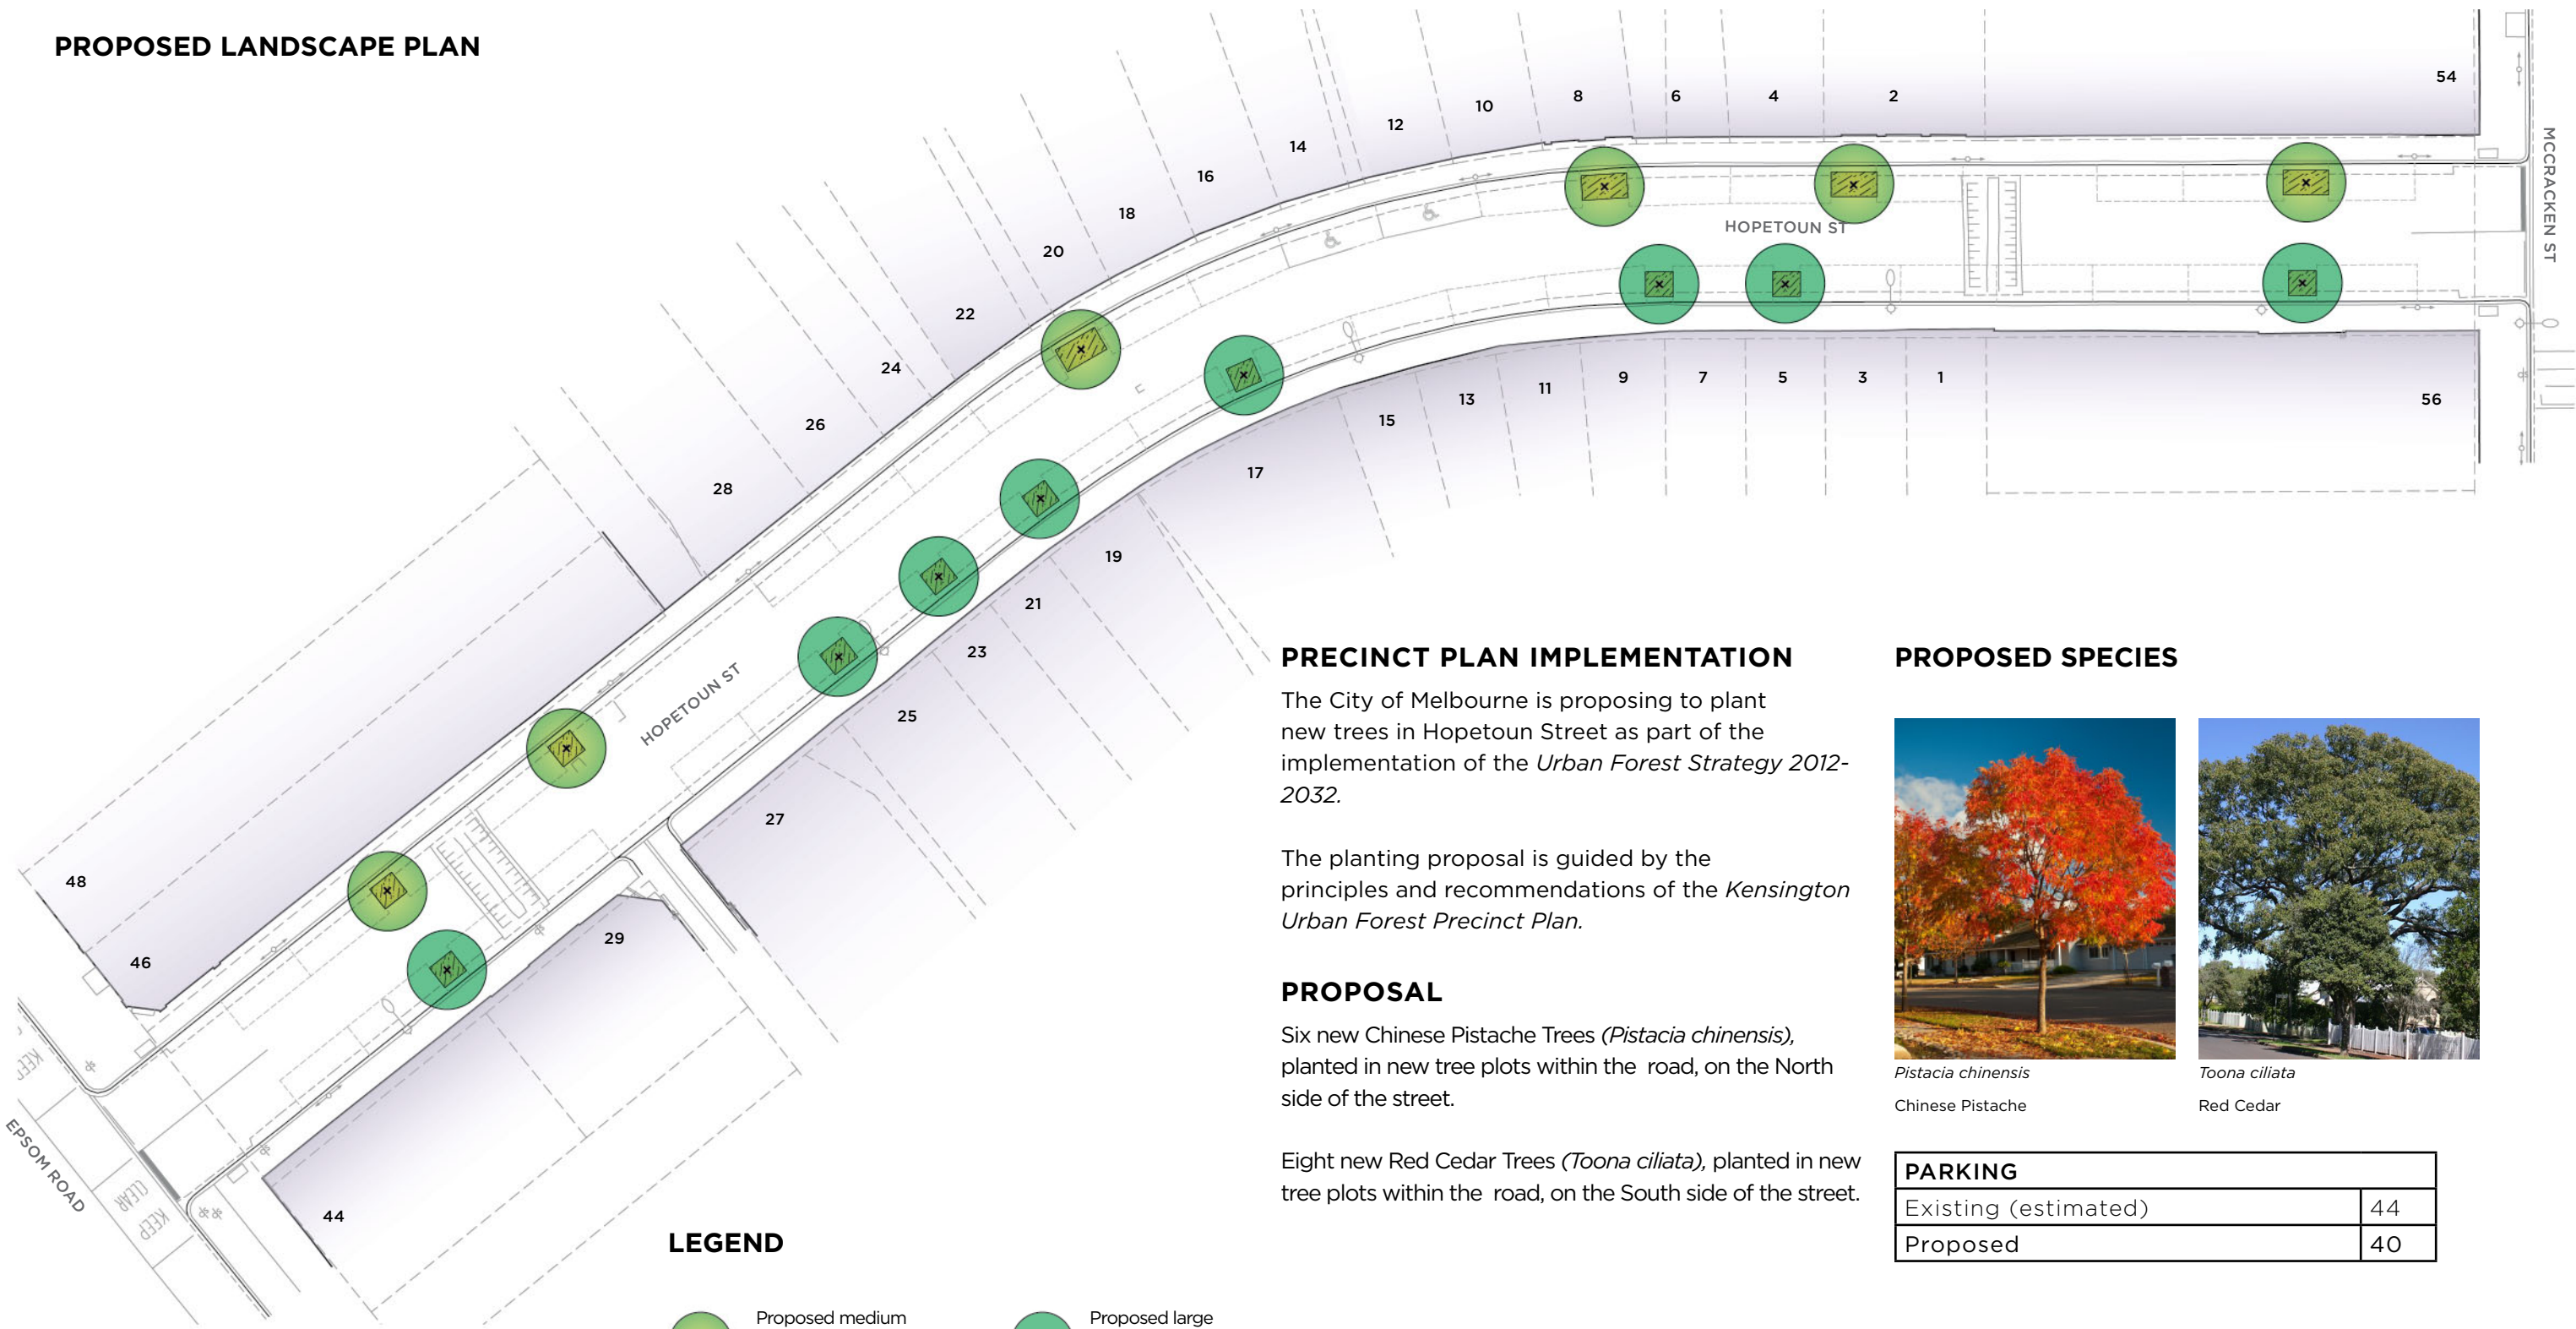 PROPOSED LANDSCAPE PLAN
54
2
4
6
8
10
12
14
16
18
20
22
24
26
28
48
46
MCCRACKEN ST
HOPETOUN ST
56
1
3
5
7
9
11
13
15
17
19
21
23
25
27
29
44
HOPETOUN ST
EPSOM ROAD
KEEP
CLEAR
KEEP
PRECINCT PLAN IMPLEMENTATION
The City of Melbourne is proposing to plant
new trees in Hopetoun Street as part of the
implementation of the Urban Forest Strategy 2012-
2032.
The planting proposal is guided by the
principles and recommendations of the Kensington
Urban Forest Precinct Plan.
PROPOSAL
Six new Chinese Pistache Trees (Pistacia chinensis),
planted in new tree plots within the road, on the North
side of the street.
Eight new Red Cedar Trees (Toona ciliata), planted in new
tree plots within the road, on the South side of the street.
PROPOSED SPECIES
Pistacia chinensis
Chinese Pistache
Toona ciliata
Red Cedar
PARKING
Existing (estimated) 44
Proposed 40
LEGEND
Proposed medium
Proposed large